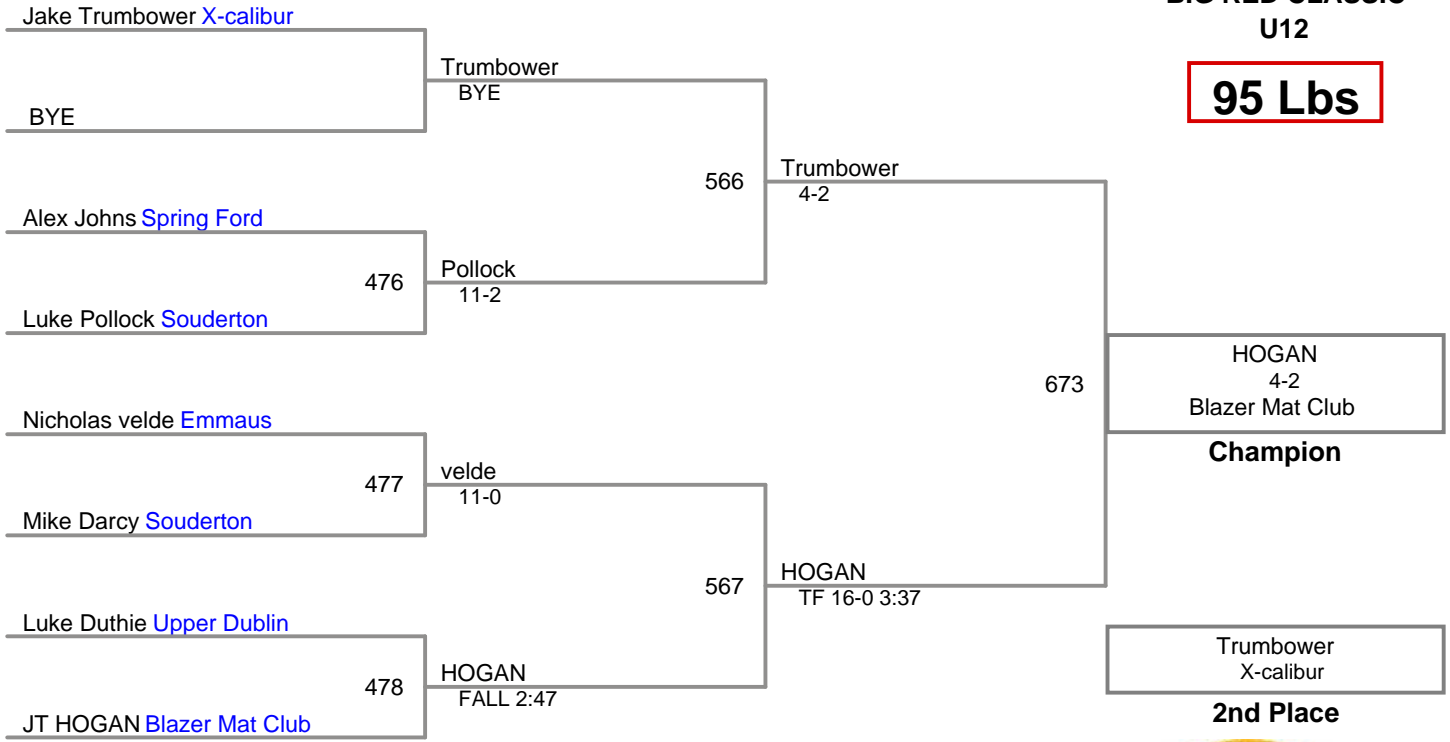 Jake Trumbower X-calibur
BIG RED CLASSIC
U12
95 Lbs
Trumbower
BYE
BYE
566
Trumbower
4-2
Alex Johns Spring Ford
476
Pollock
11-2
Luke Pollock Souderton
673
HOGAN
4-2
Blazer Mat Club
Champion
Nicholas velde Emmaus
477
velde
11-0
Mike Darcy Souderton
567
HOGAN
TF 16-0 3:37
Luke Duthie Upper Dublin
478
HOGAN
FALL 2:47
JT HOGAN Blazer Mat Club
Trumbower
X-calibur
2nd Place